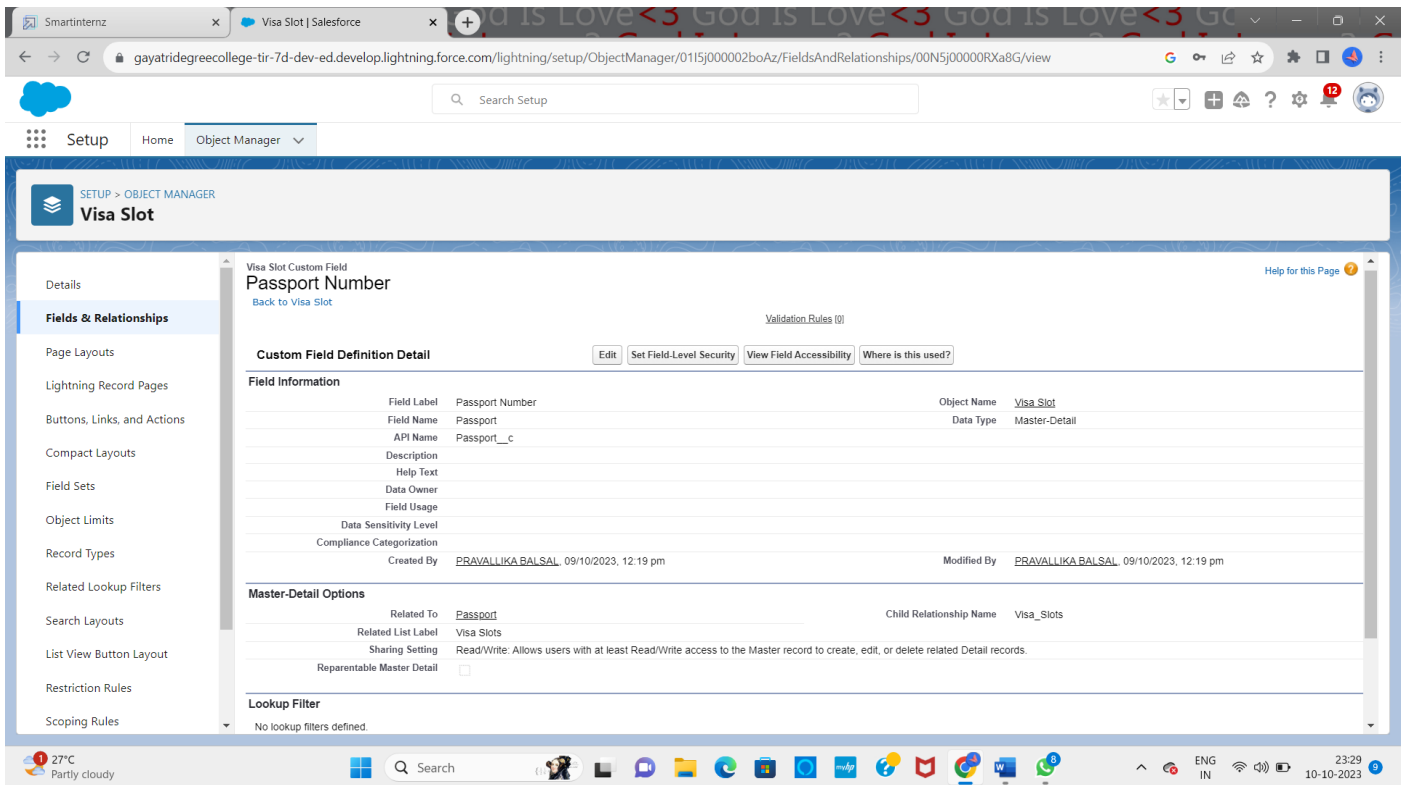 God Is Love<3 God Is Love<3 God Is Love<3 Go
Smartinternz
Visa Slot | Salesforce
gayatridegreecollege-tir-7d-dev-ed.develop.lightning.force.com/lightning/setup/ObjectManager/01I5j000002boAz/FieldsAndRelationships/00N5j00000RXa8G/view
Search Setup
12
Setup Home Object Manager
SETUP > OBJECT MANAGER
Visa Slot
Details
Fields & Relationships
Page Layouts
Lightning Record Pages
Buttons, Links, and Actions
Compact Layouts
Field Sets
Object Limits
Record Types
Related Lookup Filters
Search Layouts
List View Button Layout
Restriction Rules
Scoping Rules
Visa Slot Custom Field
Passport Number
Back to Visa Slot
Help for this Page
Validation Rules [0]
Custom Field Definition Detail Edit Set Field-Level Security View Field Accessibility Where is this used?
Field Information
Field Label Passport Number Object Name Visa Slot
Field Name Passport Data Type Master-Detail
API Name Passport__c
Description
Help Text
Data Owner
Field Usage
Data Sensitivity Level
Compliance Categorization
Created By PRAVALLIKA BALSAL, 09/10/2023, 12:19 pm Modified By PRAVALLIKA BALSAL, 09/10/2023, 12:19 pm
Master-Detail Options
Related To Passport Child Relationship Name Visa_Slots
Related List Label Visa Slots
Sharing Setting Read/Write: Allows users with at least Read/Write access to the Master record to create, edit, or delete related Detail records.
Reparentable Master Detail
Lookup Filter
No lookup filters defined.
1
27°C
Partly cloudy
Search
myhp
8
ENG
IN
23:29
10-10-2023
9